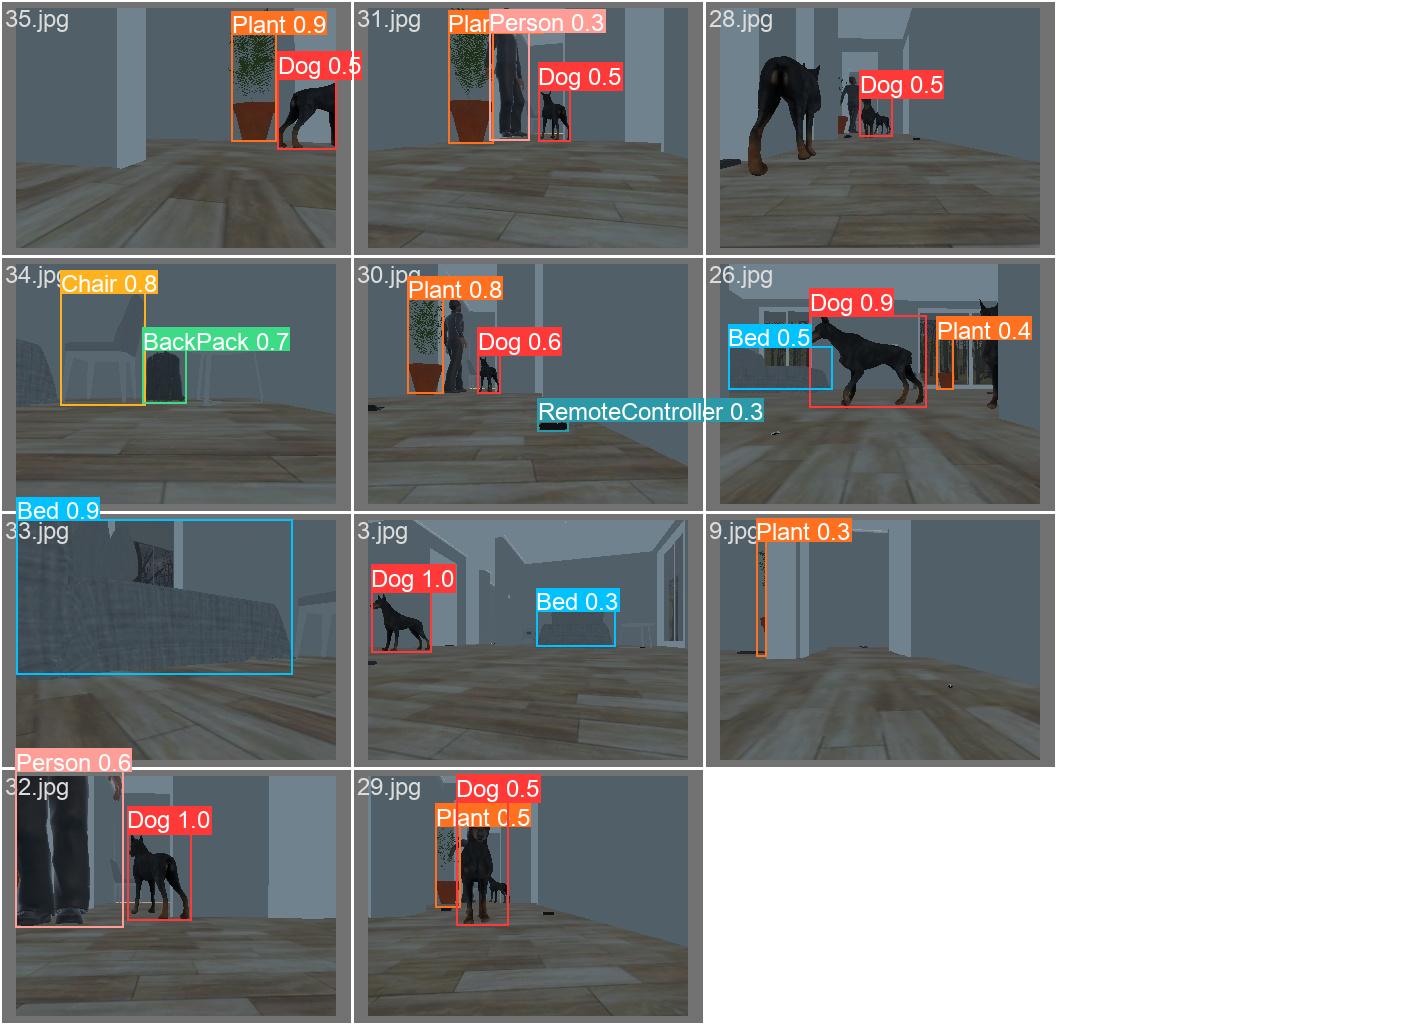 35.jpg
Plant 0.9
Dog 0.5
31.jpg
Plan
Person 0.3
Dog 0.5
28.jpg
Dog 0.5
34.jpg
Chair 0.8
BackPack 0.7
30.jpg
Plant 0.8
Dog 0.6
RemoteController 0.3
26.jpg
Dog 0.9
Bed 0.5
Plant 0.4
Bed 0.9
33.jpg
3.jpg
Dog 1.0
Bed 0.3
9.jpg
Plant 0.3
Person 0.6
32.jpg
Dog 1.0
29.jpg
Dog 0.5
Plant 0.5